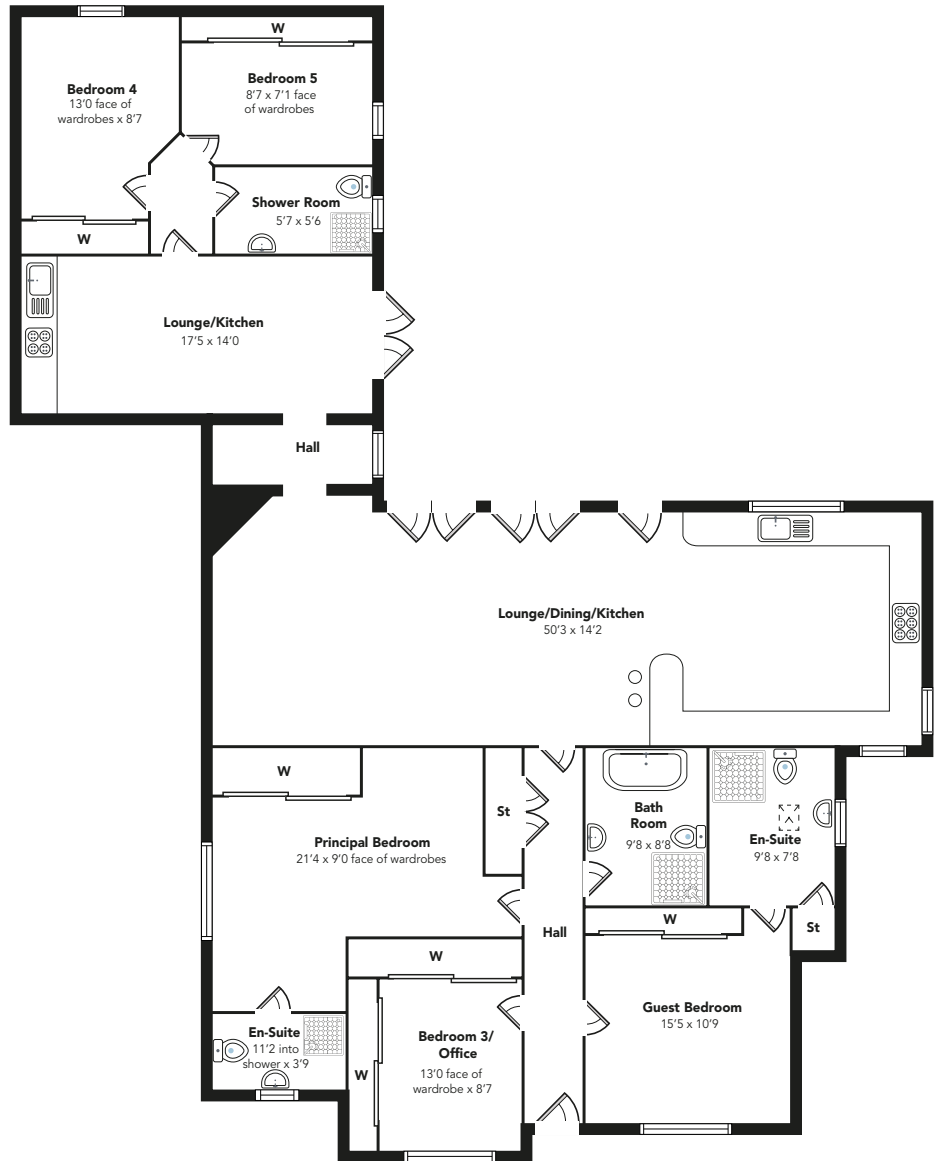 W
Bedroom 4
13’0 face of
wardrobes x 8’7
Bedroom 5
8’7 x 7’1 face
of wardrobes
Shower Room
5’7 x 5’6
W
Lounge/Kitchen
17’5 x 14’0
Hall
Lounge/Dining/Kitchen
50’3 x 14’2
W
St
Principal Bedroom
21’4 x 9’0 face of wardrobes
Bath
Room
9’8 x 8’8
En-Suite
9’8 x 7’8
W
St
Hall
W
Guest Bedroom
15’5 x 10’9
En-Suite
11’2 into
shower x 3’9
W
Bedroom 3/
Office
13’0 face of
wardrobe x 8’7